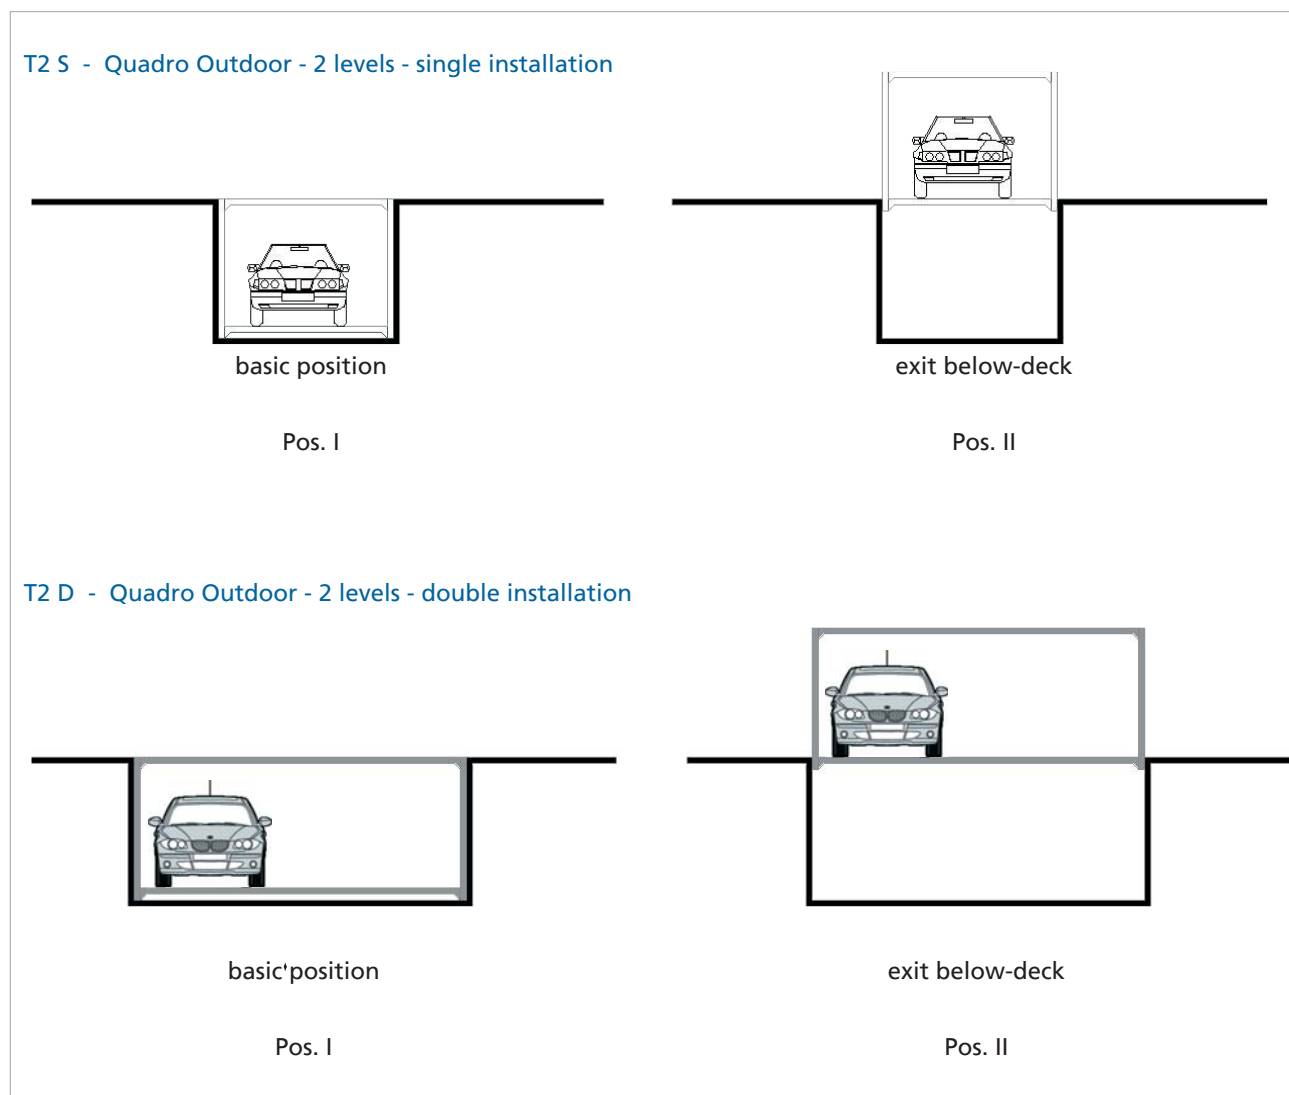 T2 S - Quadro Outdoor - 2 levels - single installation
basic position
exit below-deck
Pos. I
Pos. II
T2 D - Quadro Outdoor - 2 levels - double installation
basic position
exit below-deck
Pos. I
Pos. II